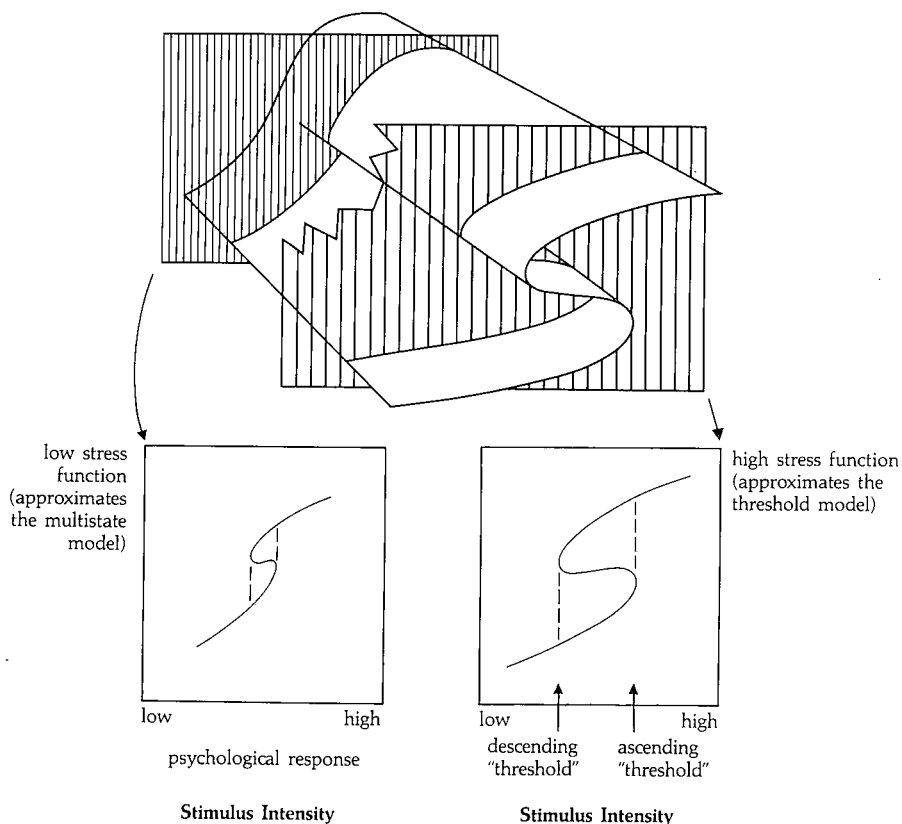 low stress
function
(approximates
the multistate
model)
high stress function
(approximates the
threshold model)
low high
psychological response
Stimulus Intensity
low high
descending
"threshold"
ascending
"threshold"
Stimulus Intensity